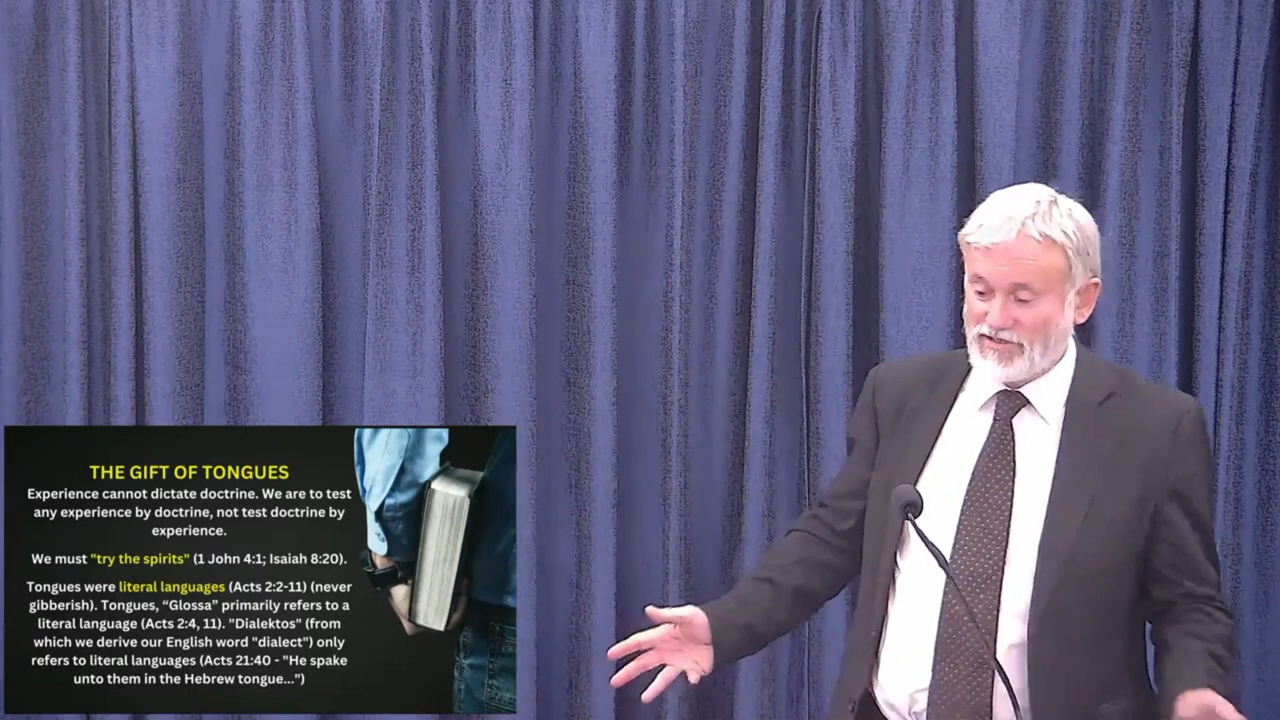 THE GIFT OF TONGUES
Experience cannot dictate doctrine. We are to test
any experience by doctrine, not test doctrine by
experience.
We must "try the spirits" (1 John 4:1; Isaiah 8:20).
Tongues were literal languages (Acts 2:2-11) (never
gibberish). Tongues, “Glossa” primarily refers to a
literal language (Acts 2:4, 11). "Dialektos" (from
which we derive our English word "dialect") only
refers to literal languages (Acts 21:40 - "He spake
unto them in the Hebrew tongue...")